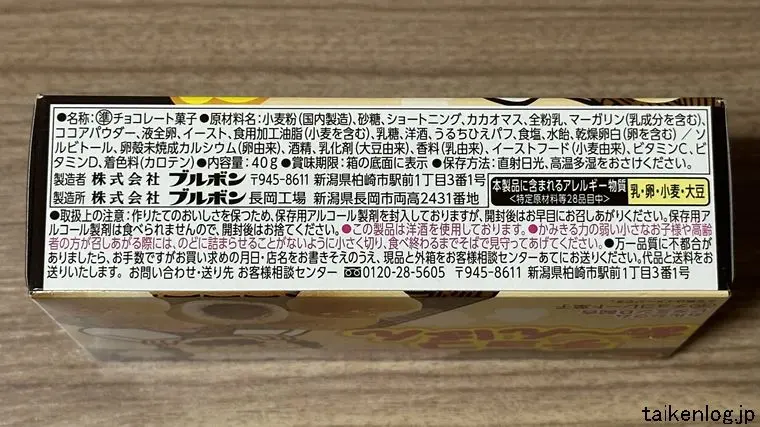 ●名称:準チョコレート菓子●原材料名:小麦粉(国内製造)、砂糖、ショートニング、カカオマス、全粉乳、マーガリン(乳成分を含む)、
ココアパウダー、液全卵、イースト、食用加工油脂(小麦を含む)、乳糖、洋酒、うるちひえパフ、食塩、水飴、乾燥卵白(卵を含む)/ソ
ルビトール、卵殻未焼成カルシウム(卵由来)、酒精、乳化剤(大豆由来)、香料(乳由来)、イーストフード(小麦由来)、ビタミンC、ビ
タミンD、着色料(カロテン)●内容量:40g●賞味期限:箱の底面に表示●保存方法:直射日光、高温多湿をおさけください。
製造者 株式会社 ブルボン 〒945-8611 新潟県柏崎市駅前1丁目3番1号
製造所 株式会社 ブルボン 長岡工場 新潟県長岡市両高2431番地
本製品に含まれるアレルギー物質
<特定原材料等28品目中>
乳・卵・小麦・大豆
●取扱上の注意:作りたてのおいしさを保つため、保存用アルコール製剤を封入しておりますが、開封後はお早目にお召しあがりください。保存用ア
ルコール製剤は食べられませんので、開封後はお捨てください。●この製品は洋酒を使用しております。●かみきる力の弱い小さなお子様や高齢
者の方が召しあがる際には、のどに詰まらせることがないように小さく切り、食べ終わるまでそばで見守ってあげてください。●万一品質に不都合が
ありましたら、お手数ですがお買い求めの月日・店名をお書きそえのうえ、現品と外箱をお客様相談センターあてにお送りください。代品と送料をお
送りいたします。 お問い合わせ・送り先 お客様相談センター 0120-28-5605 〒945-8611 新潟県柏崎市駅前1丁目3番1号
taikenlog.jp